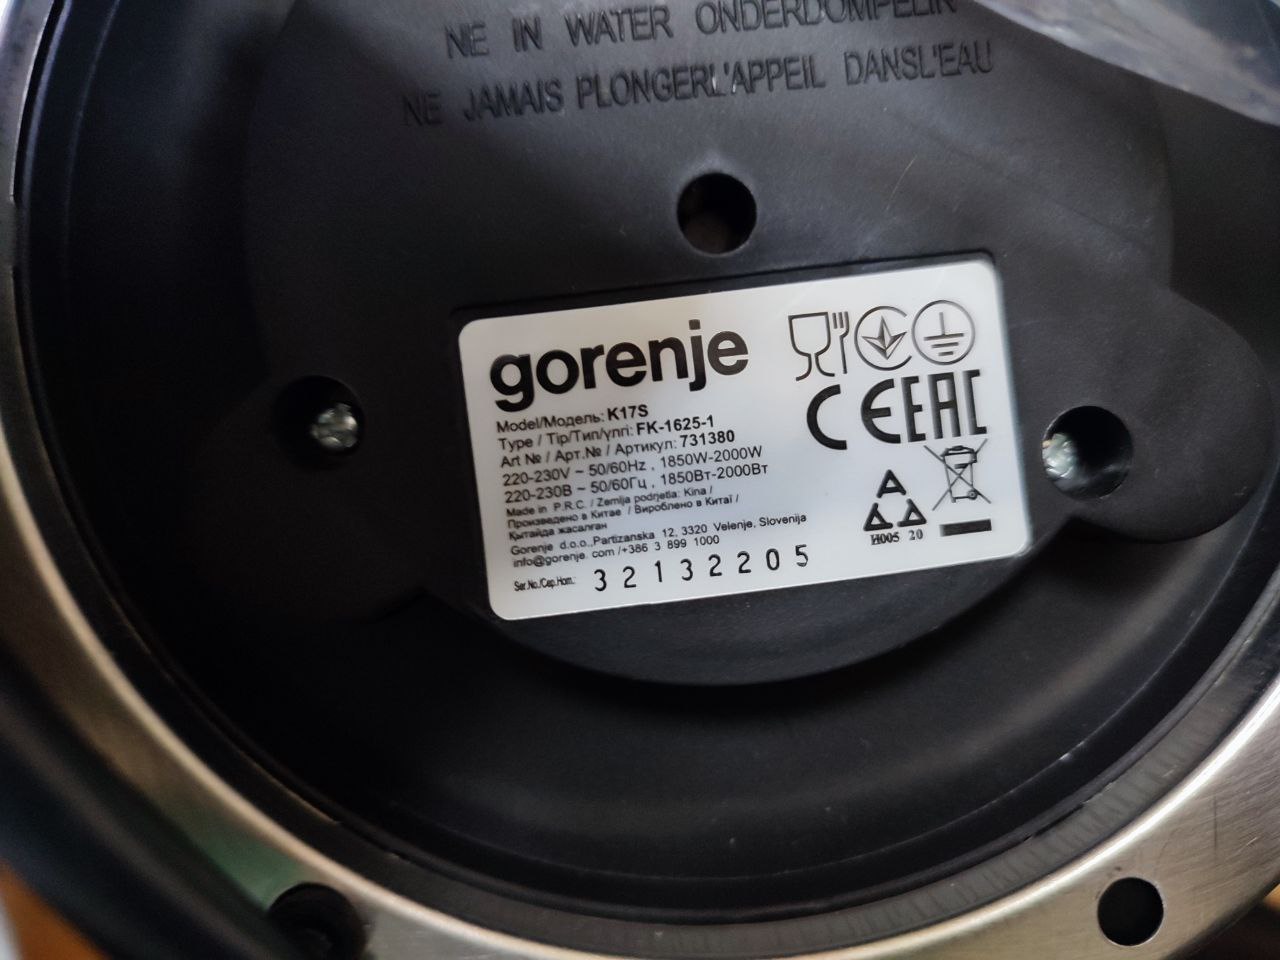 NE IN WATER ONDERDOMPELIN
NE JAMAIS PLONGERL'APPEIL DANSL'EAU
gorenje
Model/Модель: K17S
Type / Tip/Тип/үлгі: FK-1625-1
Art № / Арт.№ / Артикул: 731380
220-230V ~ 50/60Hz , 1850W-2000W
220-230В ~ 50/60Гц , 1850Вт-2000Вт
Made in P.R.C. / Zemlja podrjetla: Kina /
Произведено в Китае / Вироблено в Китаї /
Қытайда жасалған
Gorenje d.o.o.,Partizanska 12, 3320 Velenje, Slovenija
info@gorenje. com /+386 3 899 1000
Ser.No./Сер.Ном.: 32132205
CE EAC
H005 20